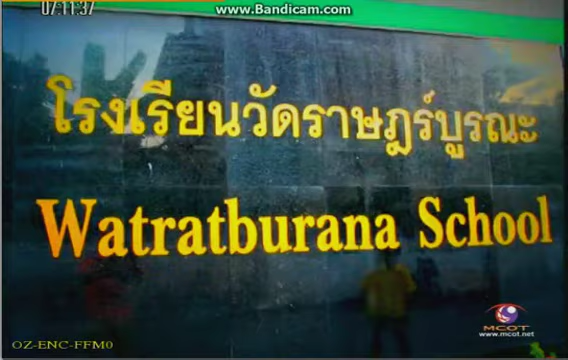 07:11:37
www.Bandicam.com
โรงเรียนวัดราษฎร์บูรณะ
Watratburana School
MCOT
www.mcot.net
OZ-ENC-FFM0